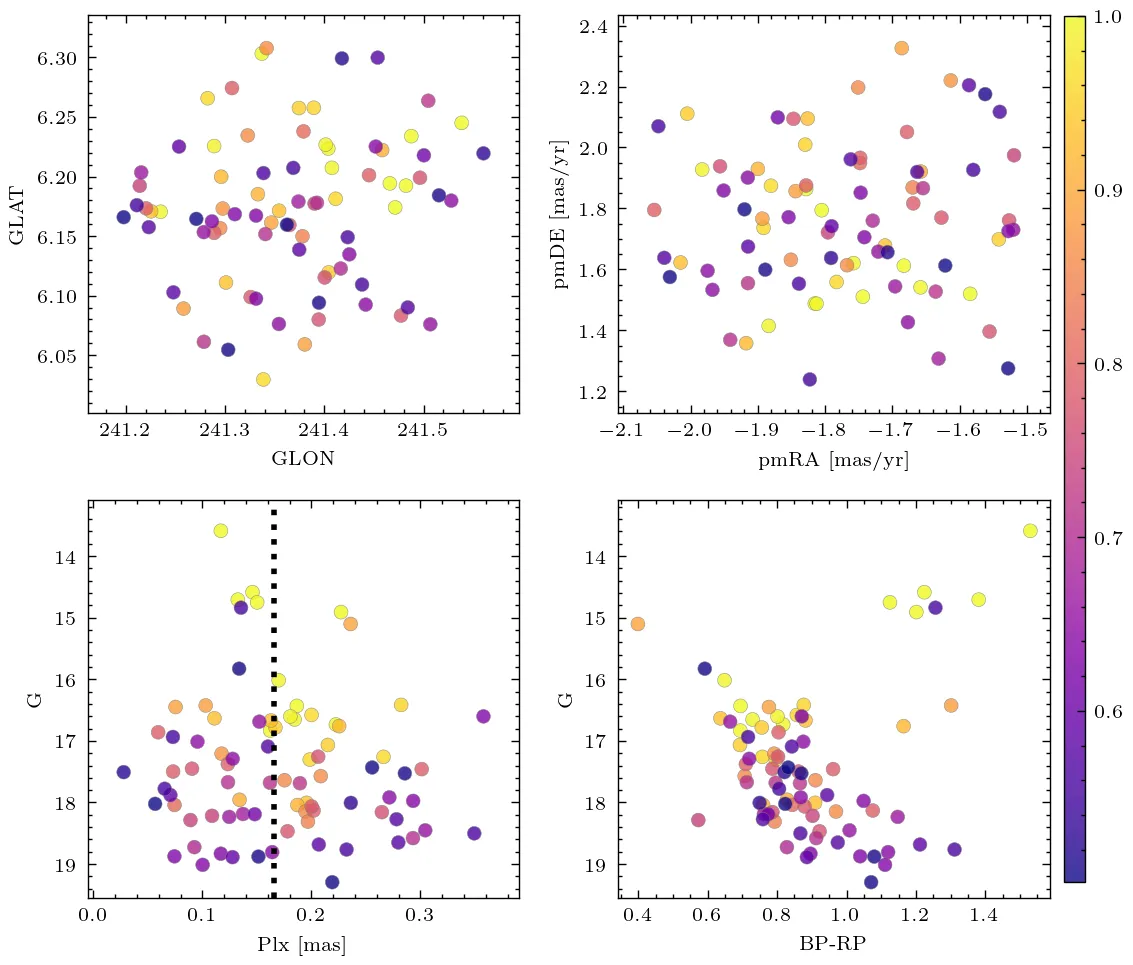 6.30
6.25
6.20
6.15
6.10
6.05
GLAT
241.2 241.3 241.4 241.5
GLON
2.4
2.2
2.0
1.8
1.6
1.4
1.2
pmDE [mas/yr]
−2.1 −2.0 −1.9 −1.8 −1.7 −1.6 −1.5
pmRA [mas/yr]
1.0
0.9
0.8
0.7
0.6
14
15
16
17
18
19
G
0.0 0.1 0.2 0.3
Plx [mas]
14
15
16
17
18
19
G
0.4 0.6 0.8 1.0 1.2 1.4
BP-RP